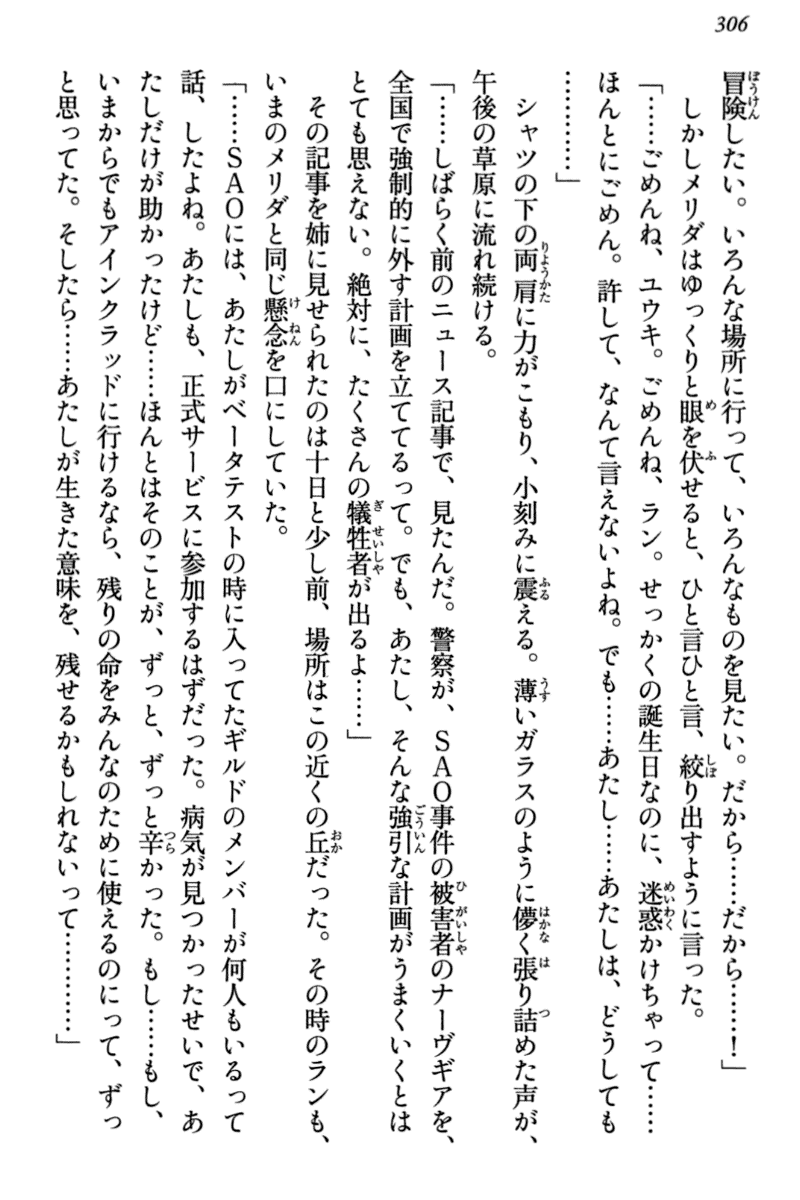 306
冒険したい。いろんな場所に行って、いろんなものを見たい。だから……だから……！」
　しかしメリダはゆっくりと眼を伏せると、ひと言ひと言、絞り出すように言った。
「……ごめんね、ユウキ。ごめんね、ラン。せっかくの誕生日なのに、迷惑かけちゃって……
ほんとにごめん。許して、なんて言えないよね。でも……あたし……あたしは、どうしても
…………」
　シャツの下の両肩に力がこもり、小刻みに震える。薄いガラスのように儚く張り詰めた声が、
午後の草原に流れ続ける。
「……しばらく前のニュース記事で、見たんだ。警察が、ＳＡＯ事件の被害者のナーヴギアを、
全国で強制的に外す計画を立ててるって。でも、あたし、そんな強引な計画がうまくいくとは
とても思えない。絶対に、たくさんの犠牲者が出るよ……」
　その記事を姉に見せられたのは十日と少し前、場所はこの近くの丘だった。その時のランも、
いまのメリダと同じ懸念を口にしていた。
「……ＳＡＯには、あたしがベータテストの時に入ってたギルドのメンバーが何人もいるって
話、したよね。あたしも、正式サービスに参加するはずだった。病気が見つかったせいで、あ
たしだけが助かったけど……ほんとはそのことが、ずっと、ずっと辛かった。もし……もし、
いまからでもアインクラッドに行けるなら、残りの命をみんなのために使えるのにって、ずっ
と思ってた。そしたら……あたしが生きた意味を、残せるかもしれないって…………」